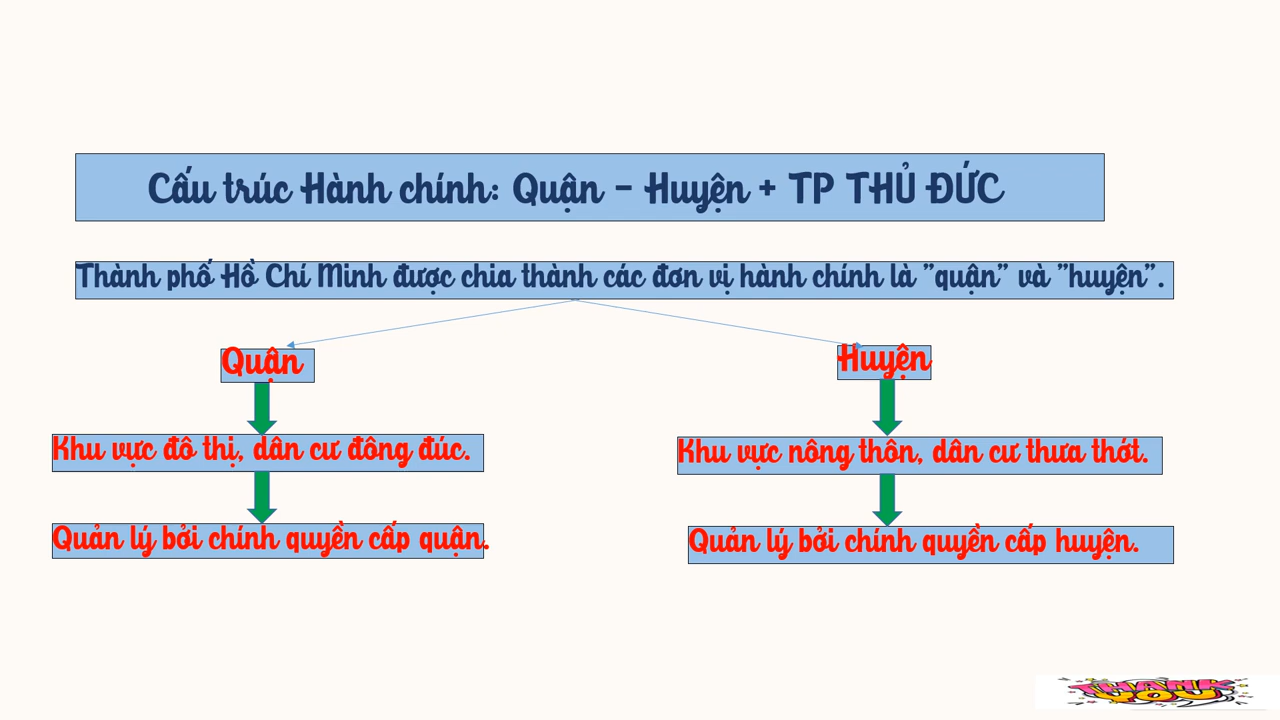 Cấu trúc Hành chính: Quận - Huyện + TP THỦ ĐỨC
Thành phố Hồ Chí Minh được chia thành các đơn vị hành chính là "quận" và "huyện".
Quận
Huyện
Khu vực đô thị, dân cư đông đúc.
Khu vực nông thôn, dân cư thưa thớt.
Quản lý bởi chính quyền cấp quận.
Quản lý bởi chính quyền cấp huyện.
THANK
YOU